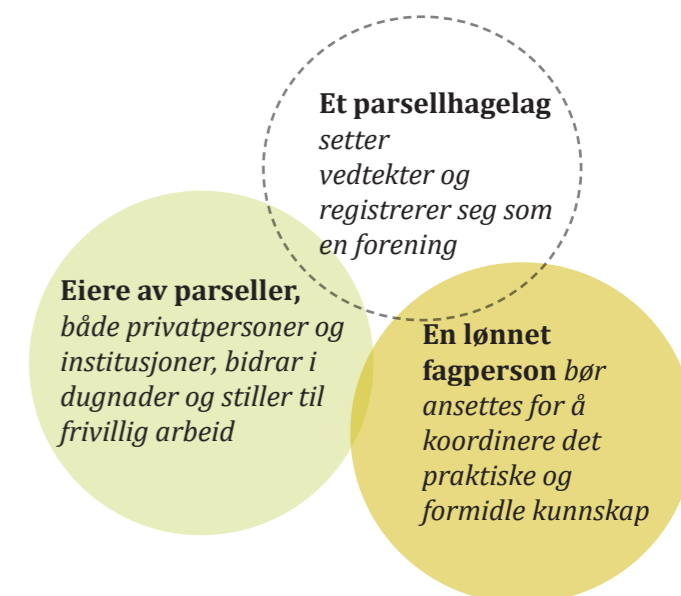 Et parsellhagelag
setter
vedtekter og
registrerer seg som
en forening
Eiere av parseller,
både privatpersoner og
institusjoner, bidrar i
dugnader og stiller til
frivillig arbeid
En lønnet
fagperson bør
ansettes for å
koordinere det
praktiske og
formidle kunnskap